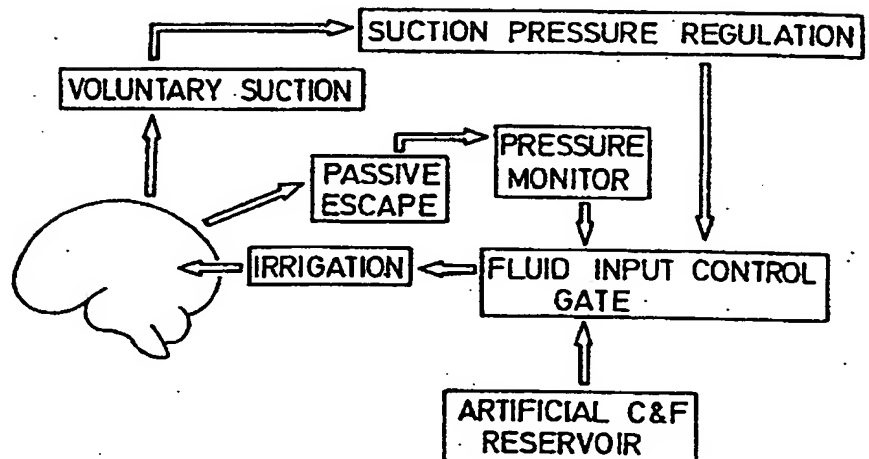 SUCTION PRESSURE REGULATION
VOLUNTARY SUCTION
PRESSURE
MONITOR
PASSIVE
ESCAPE
IRRIGATION
FLUID INPUT CONTROL
GATE
ARTIFICIAL C&F
RESERVOIR